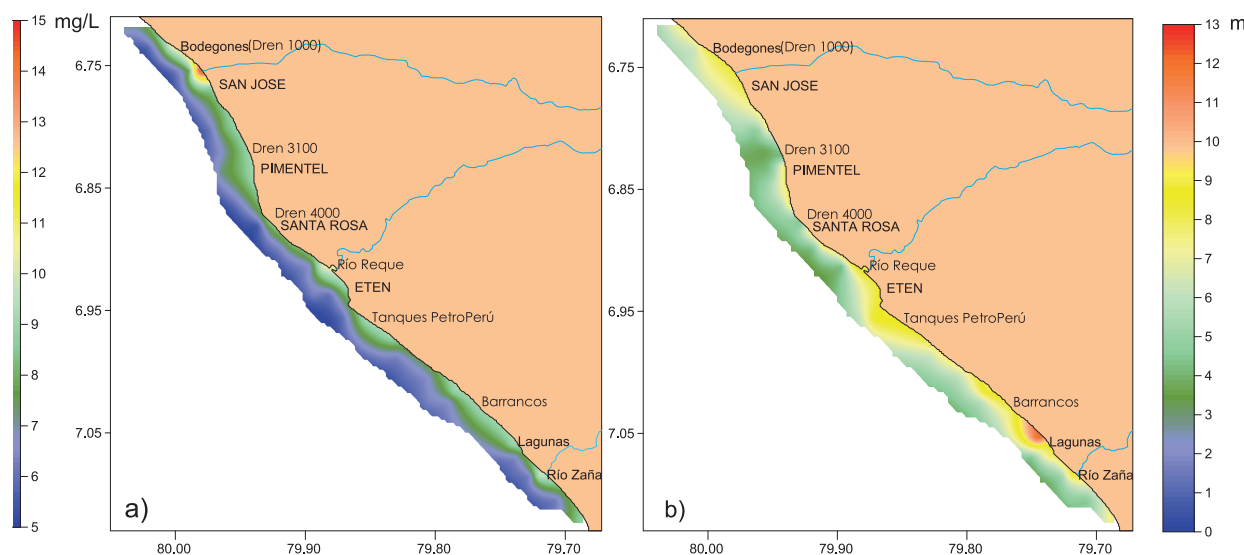 15
mg/L
14
13
12
11
10
9
8
7
6
5
6.75
6.85
6.95
7.05
Bodegones(Dren 1000)
SAN JOSE
Dren 3100
PIMENTEL
Dren 4000
SANTA ROSA
Río Reque
ETEN
Tanques PetroPerú
Barrancos
Lagunas
Río Zaña
a)
80.00
79.90
79.80
79.70
6.75
6.85
6.95
7.05
Bodegones (Dren 1000)
SAN JOSE
Dren 3100
PIMENTEL
Dren 4000
SANTA ROSA
Río Reque
ETEN
Tanques PetroPerú
Barrancos
Lagunas
Río Zaña
b)
80.00
79.90
79.80
79.70
13
12
11
10
9
8
7
6
5
4
3
2
1
0